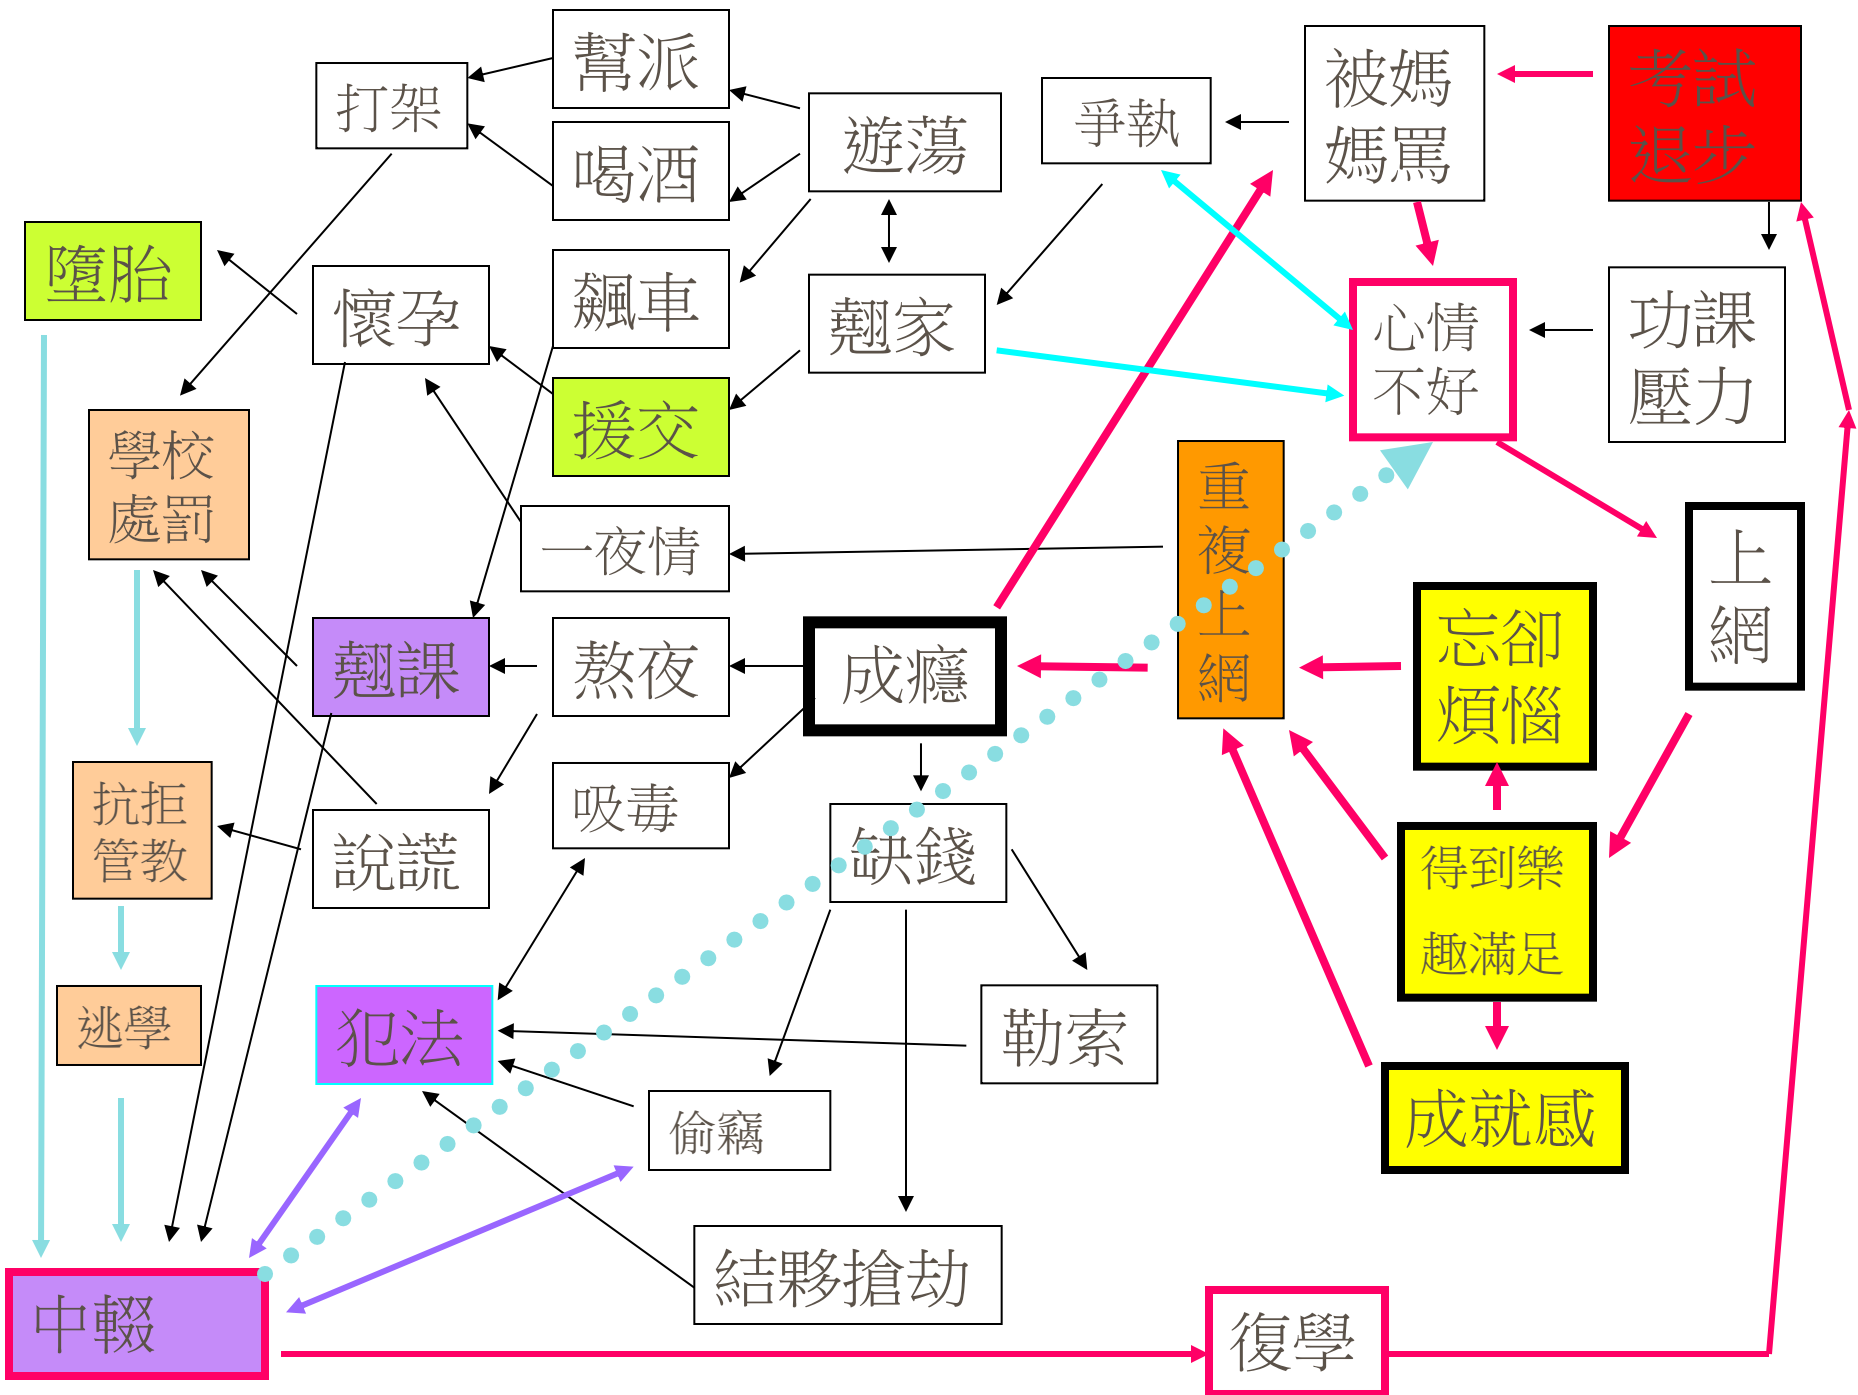 幫派
打架
喝酒
遊蕩
爭執
被媽
媽罵
考試
退步
墮胎
懷孕
飆車
翹家
心情
不好
功課
壓力
援交
學校
處罰
一夜情
重
複
上
網
上
網
翹課
熬夜
成癮
忘卻
煩惱
抗拒
管教
說謊
吸毒
缺錢
得到樂
趣滿足
逃學
犯法
勒索
偷竊
成就感
結夥搶劫
中輟
復學